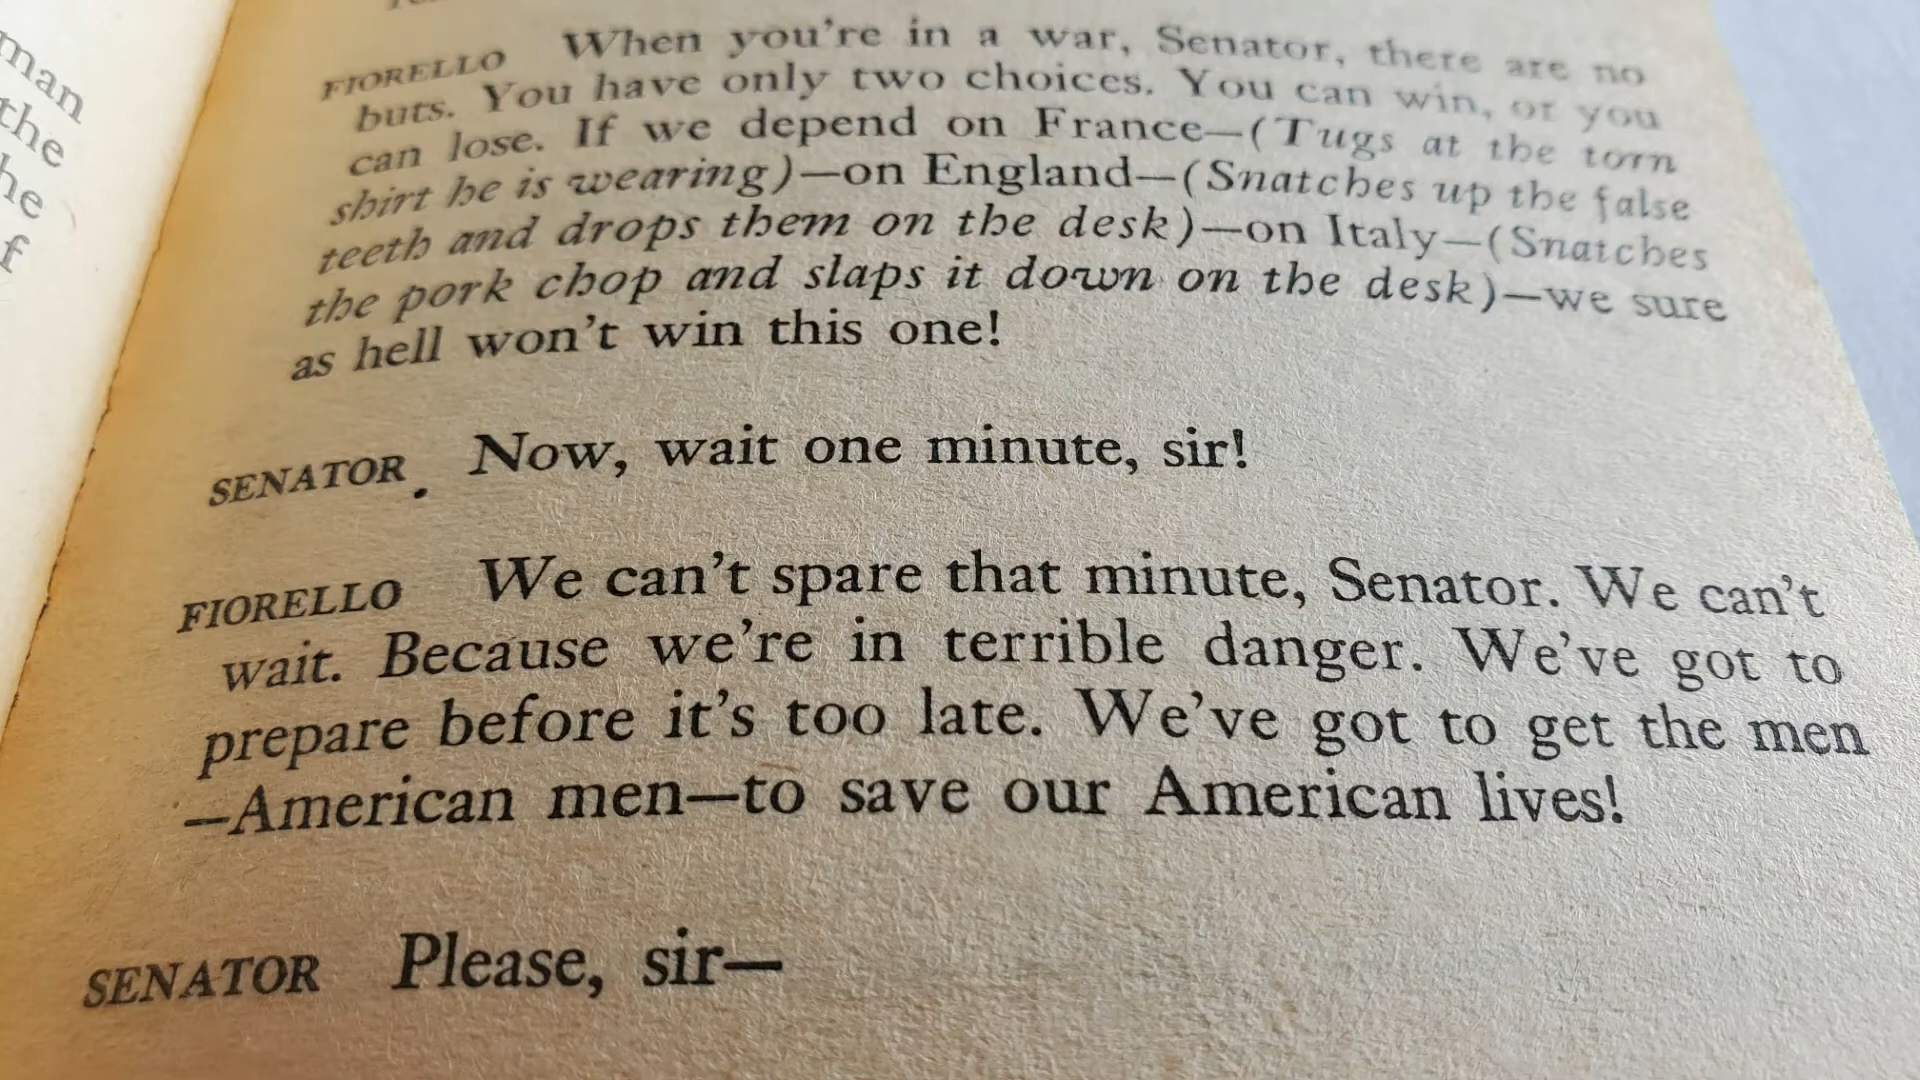 man
the
he
f
FIORELLO When you're in a war, Senator, there are no
buts. You have only two choices. You can win, or you
can lose. If we depend on France—(Tugs at the torn
shirt he is wearing)—on England—(Snatches up the false
teeth and drops them on the desk)—on Italy—(Snatches
the pork chop and slaps it down on the desk)—we sure
as hell won't win this one!
SENATOR Now, wait one minute, sir!
FIORELLO We can't spare that minute, Senator. We can't
wait. Because we're in terrible danger. We've got to
prepare before it's too late. We've got to get the men
—American men—to save our American lives!
SENATOR Please, sir—